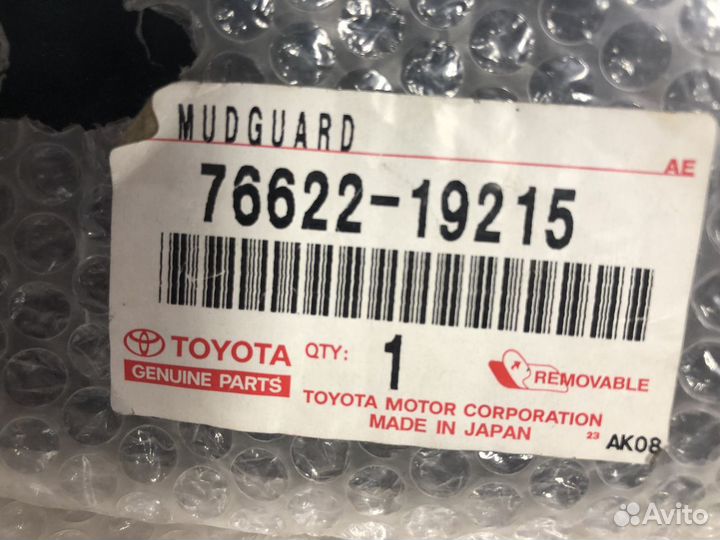 MUDGUARD
AE
76622-19215
TOYOTA QTY: 1
GENUINE PARTS
REMOVABLE
TOYOTA MOTOR CORPORATION
MADE IN JAPAN
23 AK08
Avito